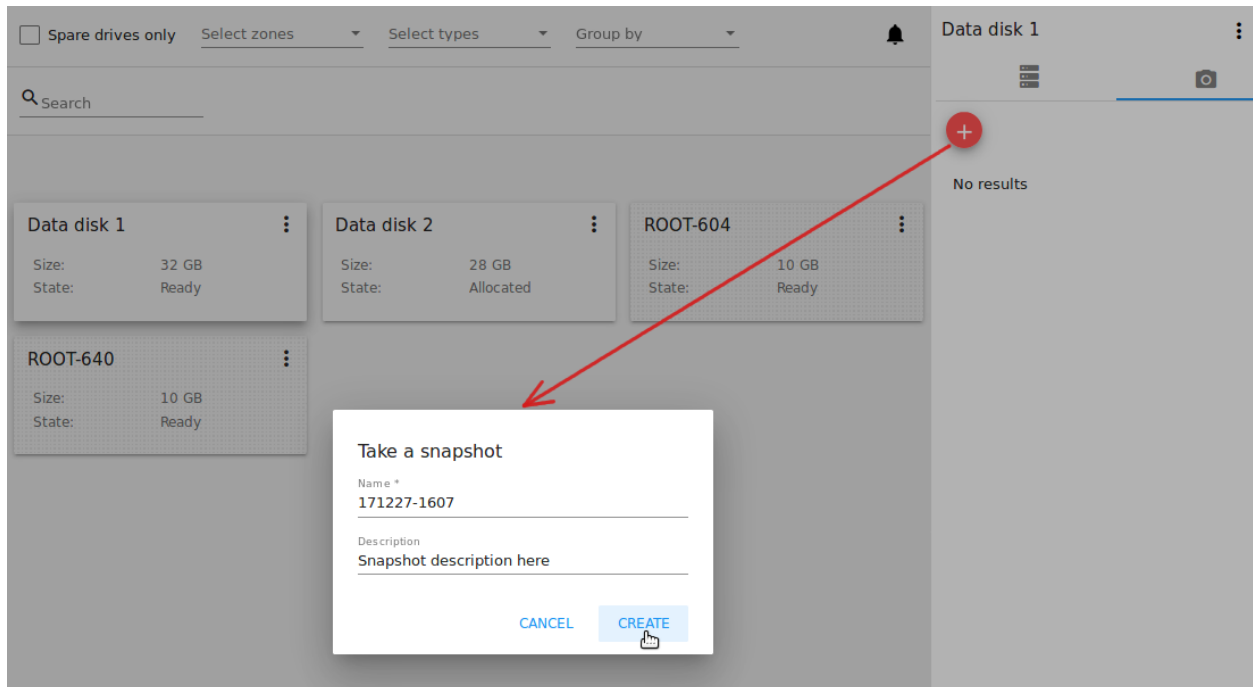 Spare drives only Select zones Select types Group by
Search
Data disk 1
Size: 32 GB
State: Ready
Data disk 2
Size: 28 GB
State: Allocated
ROOT-604
Size: 10 GB
State: Ready
ROOT-640
Size: 10 GB
State: Ready
Data disk 1
No results
Take a snapshot
Name *
171227-1607
Description
Snapshot description here
CANCEL CREATE